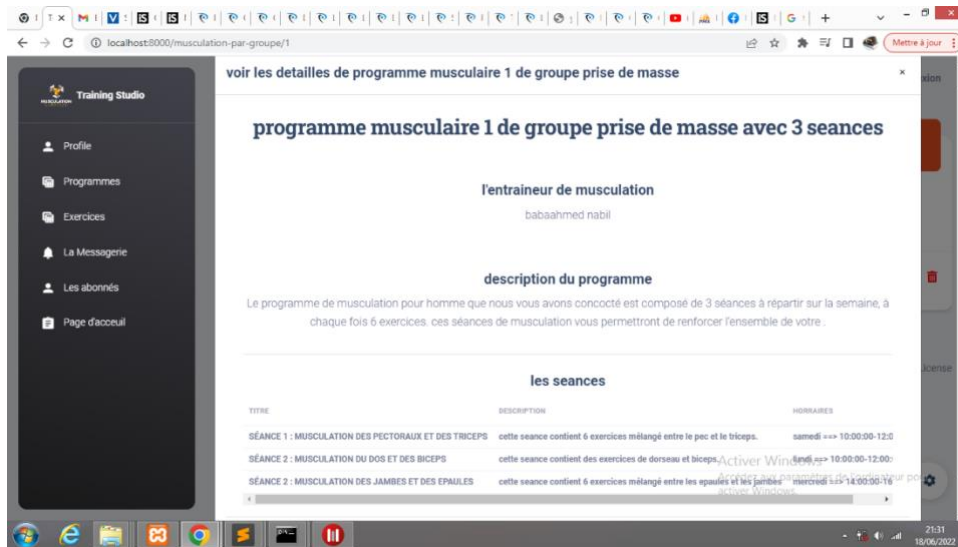 localhost:8000/musculation-par-groupe/1
Mettre à jour
voir les detailles de programme musculaire 1 de groupe prise de masse
×
Training Studio
Profile
Programmes
Exercices
La Messagerie
Les abonnés
Page d'acceuil
programme musculaire 1 de groupe prise de masse avec 3 seances
l'entraineur de musculation
babaahmed nabil
description du programme
Le programme de musculation pour homme que nous vous avons concocté est composé de 3 séances à répartir sur la semaine, à
chaque fois 6 exercices. ces séances de musculation vous permettront de renforcer l'ensemble de votre .
les seances
TITRE DESCRIPTION HORRAIRES
SÉANCE 1 : MUSCULATION DES PECTORAUX ET DES TRICEPS cette seance contient 6 exercices mélangé entre le pec et le triceps. samedi ==> 10:00:00-12:0
SÉANCE 2 : MUSCULATION DU DOS ET DES BICEPS cette seance contient des exercices de dorseau et biceps. lundi ==> 10:00:00-12:00:
SÉANCE 2 : MUSCULATION DES JAMBES ET DES EPAULES cette seance contient 6 exercices mélangé entre les epaules et les jambes mercredi ==> 14:00:00-16
Activer Windows
Accédez aux paramètres de l'ordinateur po
activer Windows.
License
21:31
18/06/2022